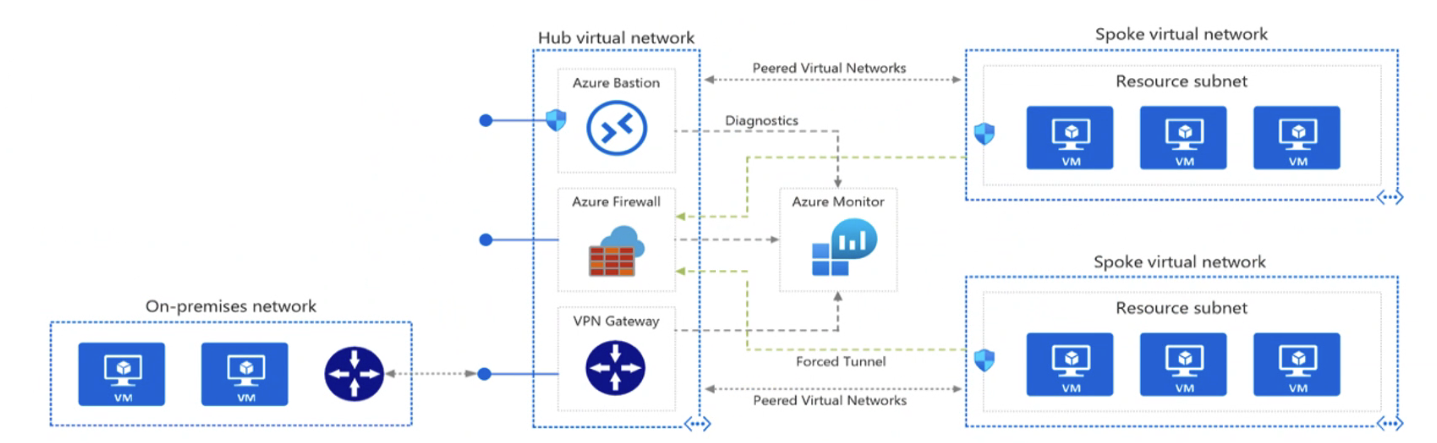 Hub virtual network
Spoke virtual network
Azure Bastion
Peered Virtual Networks
Resource subnet
Diagnostics
VM
VM
VM
Azure Firewall
Azure Monitor
Spoke virtual network
On-premises network
VPN Gateway
Resource subnet
Forced Tunnel
VM
VM
VM
VM
VM
Peered Virtual Networks